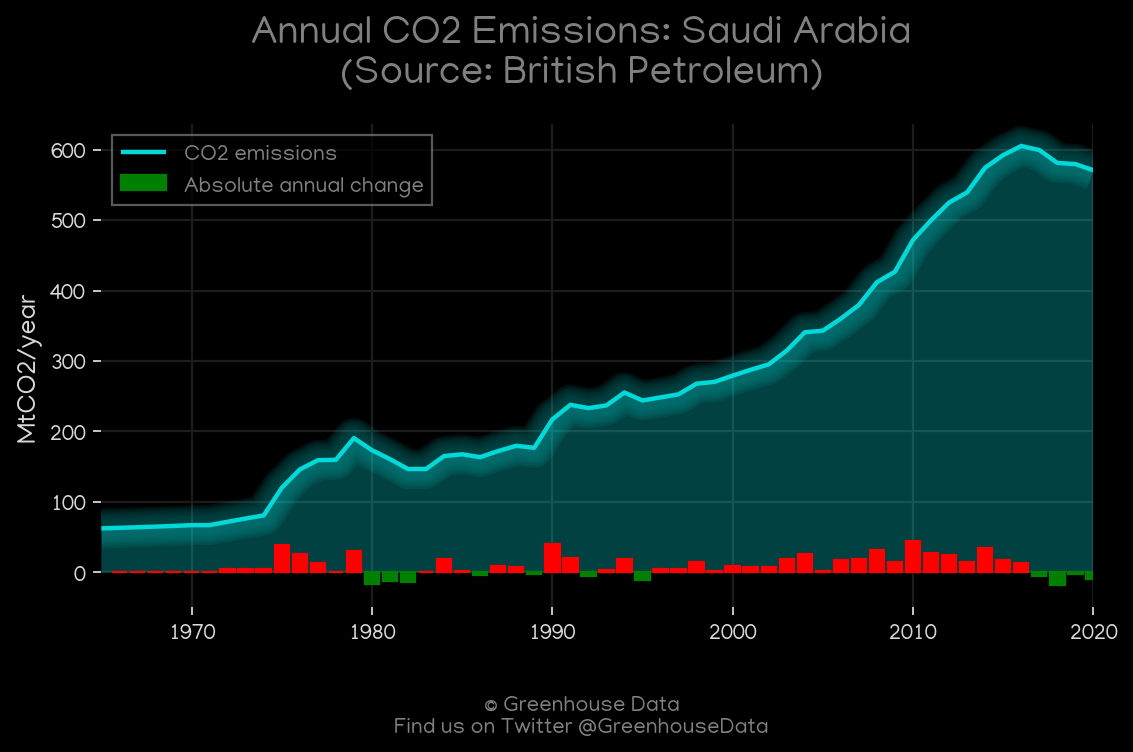 Annual CO2 Emissions: Saudi Arabia
(Source: British Petroleum)
CO2 emissions
Absolute annual change
MtCO2/year
600
500
400
300
200
100
0
1970 1980 1990 2000 2010 2020
© Greenhouse Data
Find us on Twitter @GreenhouseData